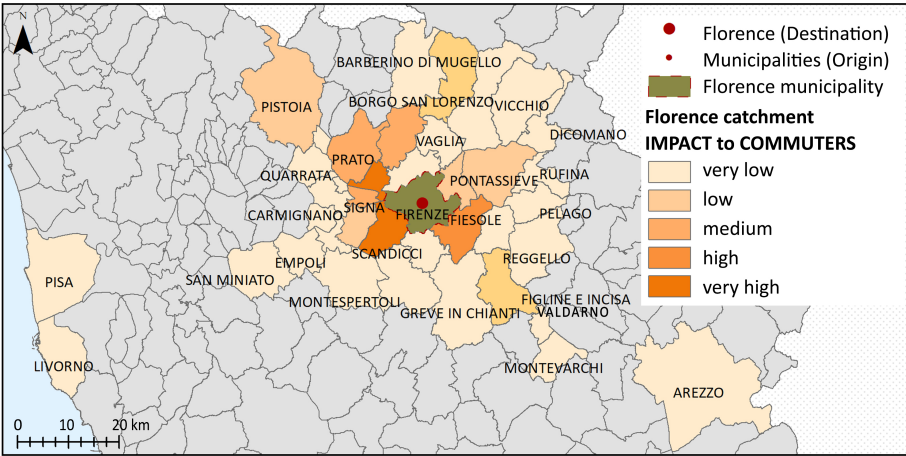 N
BARBERINO DI MUGELLO
PISTOIA
BORGO SAN LORENZO
VICCHIO
DICOMANO
VAGLIA
PRATO
QUARRATA
PONTASSIEVE
RUFINA
CARMIGNANO
SIGNA
FIRENZE
FIESOLE
PELAGO
SCANDICCI
EMPOLI
REGGELLO
PISA
SAN MINIATO
MONTESPERTOLI
GREVE IN CHIANTI
FIGLINE E INCISA
VALDARNO
LIVORNO
MONTEVARCHI
AREZZO
0 10 20 km
Florence (Destination)
Municipalities (Origin)
Florence municipality
Florence catchment
IMPACT to COMMUTERS
very low
low
medium
high
very high